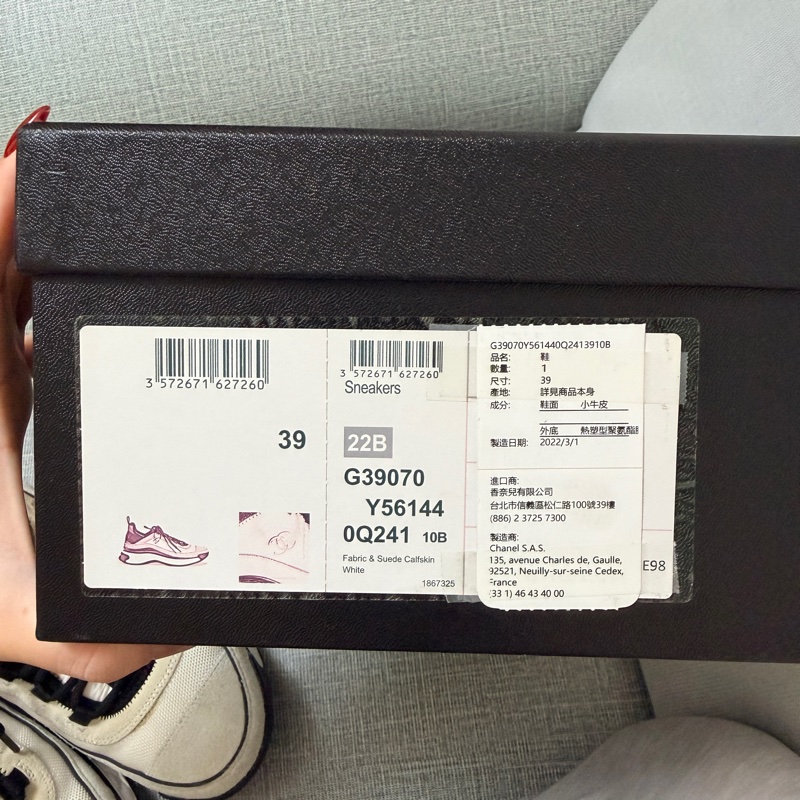 3 572671 627260
39
3 572671 627260
Sneakers
22B
G39070
Y56144
0Q241 10B
Fabric & Suede Calfskin
White
1867325
G39070Y561440Q2413910B
品名: 鞋
數量: 1
尺寸: 39
產地: 詳見商品本身
成分: 鞋面 小牛皮
外底 熱塑型聚氨酯
製造日期: 2022/3/1
進口商:
香奈兒有限公司
台北市信義區松仁路100號39樓
(886) 2 3725 7300
製造商:
Chanel S.A.S.
135, avenue Charles de, Gaulle,
92521, Neuilly-sur-seine Cedex,
France
(33 1) 46 43 40 00
E98